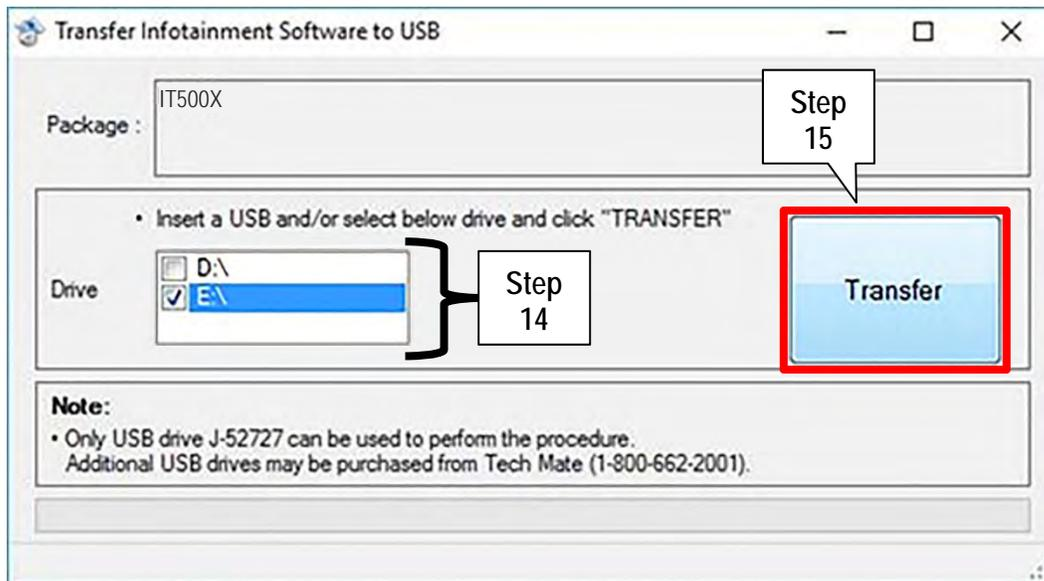 Transfer Infotainment Software to USB
Package :
IT500X
Step
15
• Insert a USB and/or select below drive and click "TRANSFER"
Drive
D:\
E:\
Step
14
Transfer
Note:
• Only USB drive J-52727 can be used to perform the procedure.
Additional USB drives may be purchased from Tech Mate (1-800-662-2001).